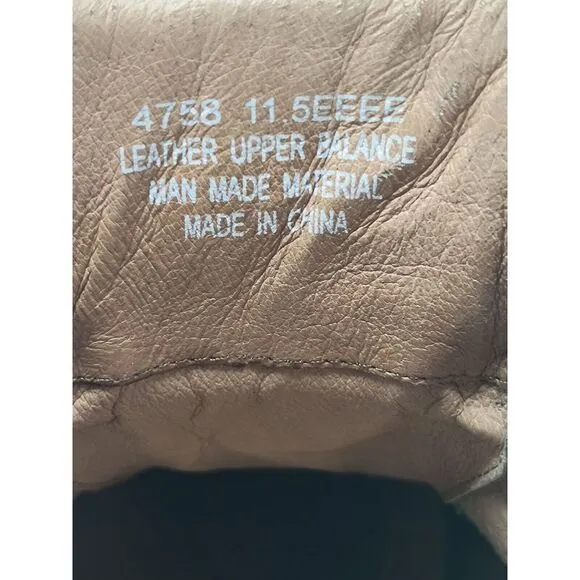 4758 11.5EEEE
LEATHER UPPER BALANCE
MAN MADE MATERIAL
MADE IN CHINA